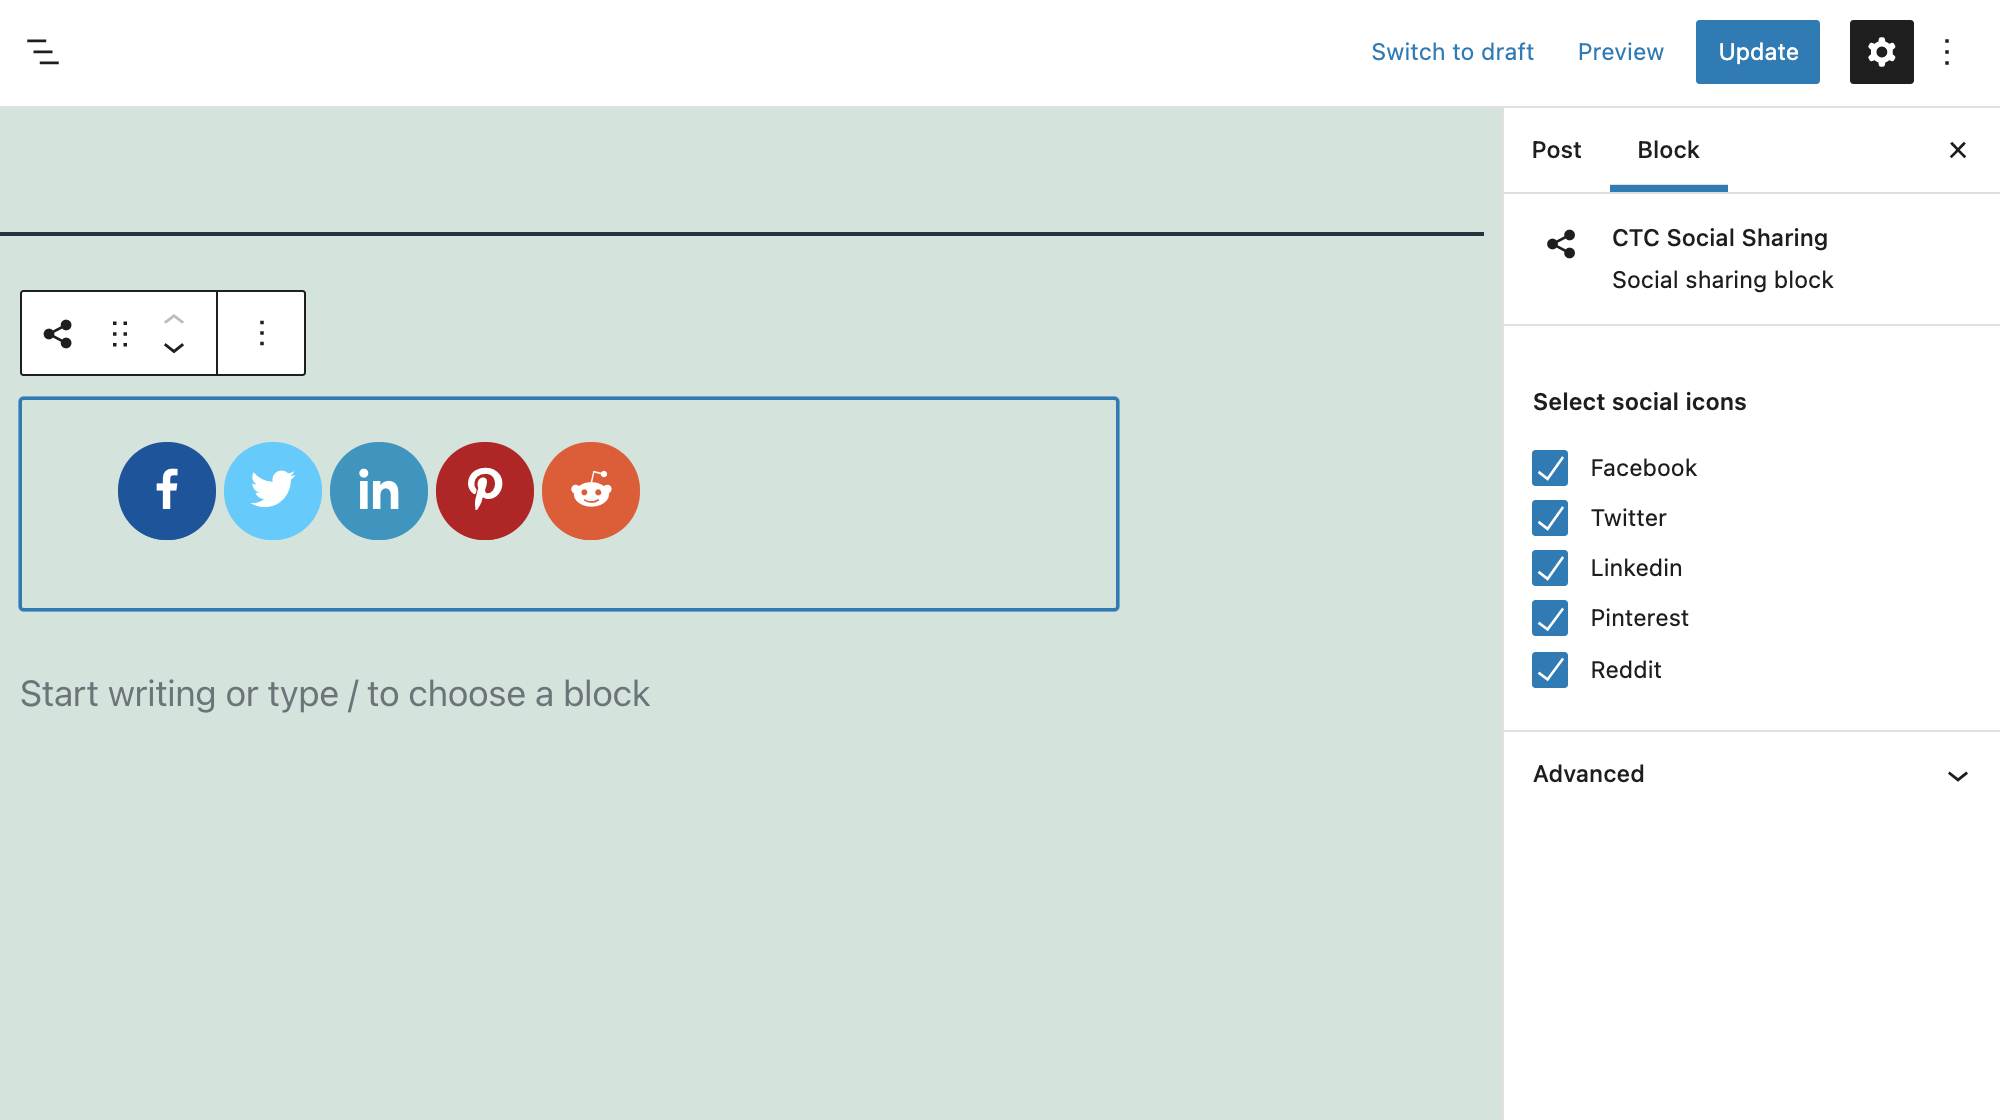 Switch to draft
Preview
Update
Post
Block
CTC Social Sharing
Social sharing block
Select social icons
Facebook
Twitter
Linkedin
Pinterest
Reddit
Advanced
f
in
Start writing or type / to choose a block